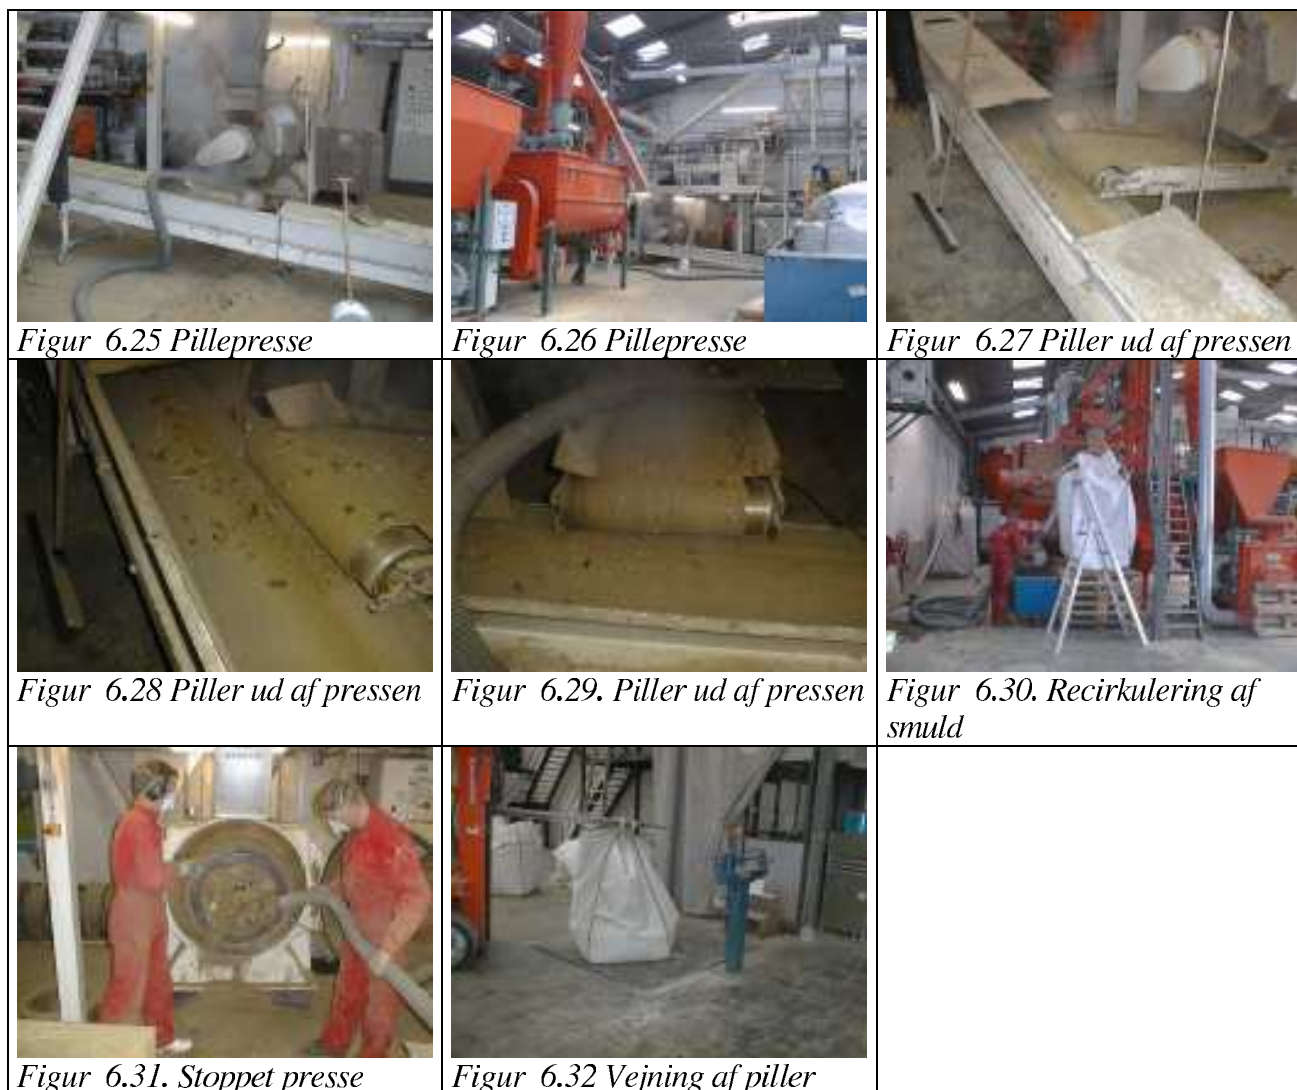 Figur 6.25 Pillepresse
Figur 6.26 Pillepresse
Figur 6.27 Piller ud af pressen
Figur 6.28 Piller ud af pressen
Figur 6.29. Piller ud af pressen
Figur 6.30. Recirkulering af
smuld
Figur 6.31. Stoppet presse
Figur 6.32 Vejning af piller